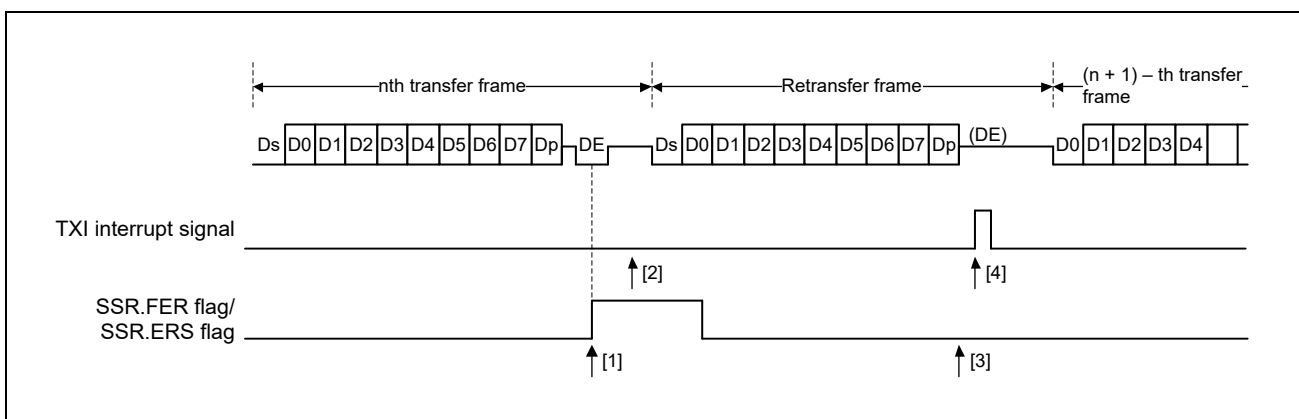 nth transfer frame Retransfer frame (n + 1) – th transfer
frame
Ds D0 D1 D2 D3 D4 D5 D6 D7 Dp DE Ds D0 D1 D2 D3 D4 D5 D6 D7 Dp (DE) D0 D1 D2 D3 D4
TXI interrupt signal
[2] [4]
SSR.FER flag/
SSR.ERS flag
[1] [3]